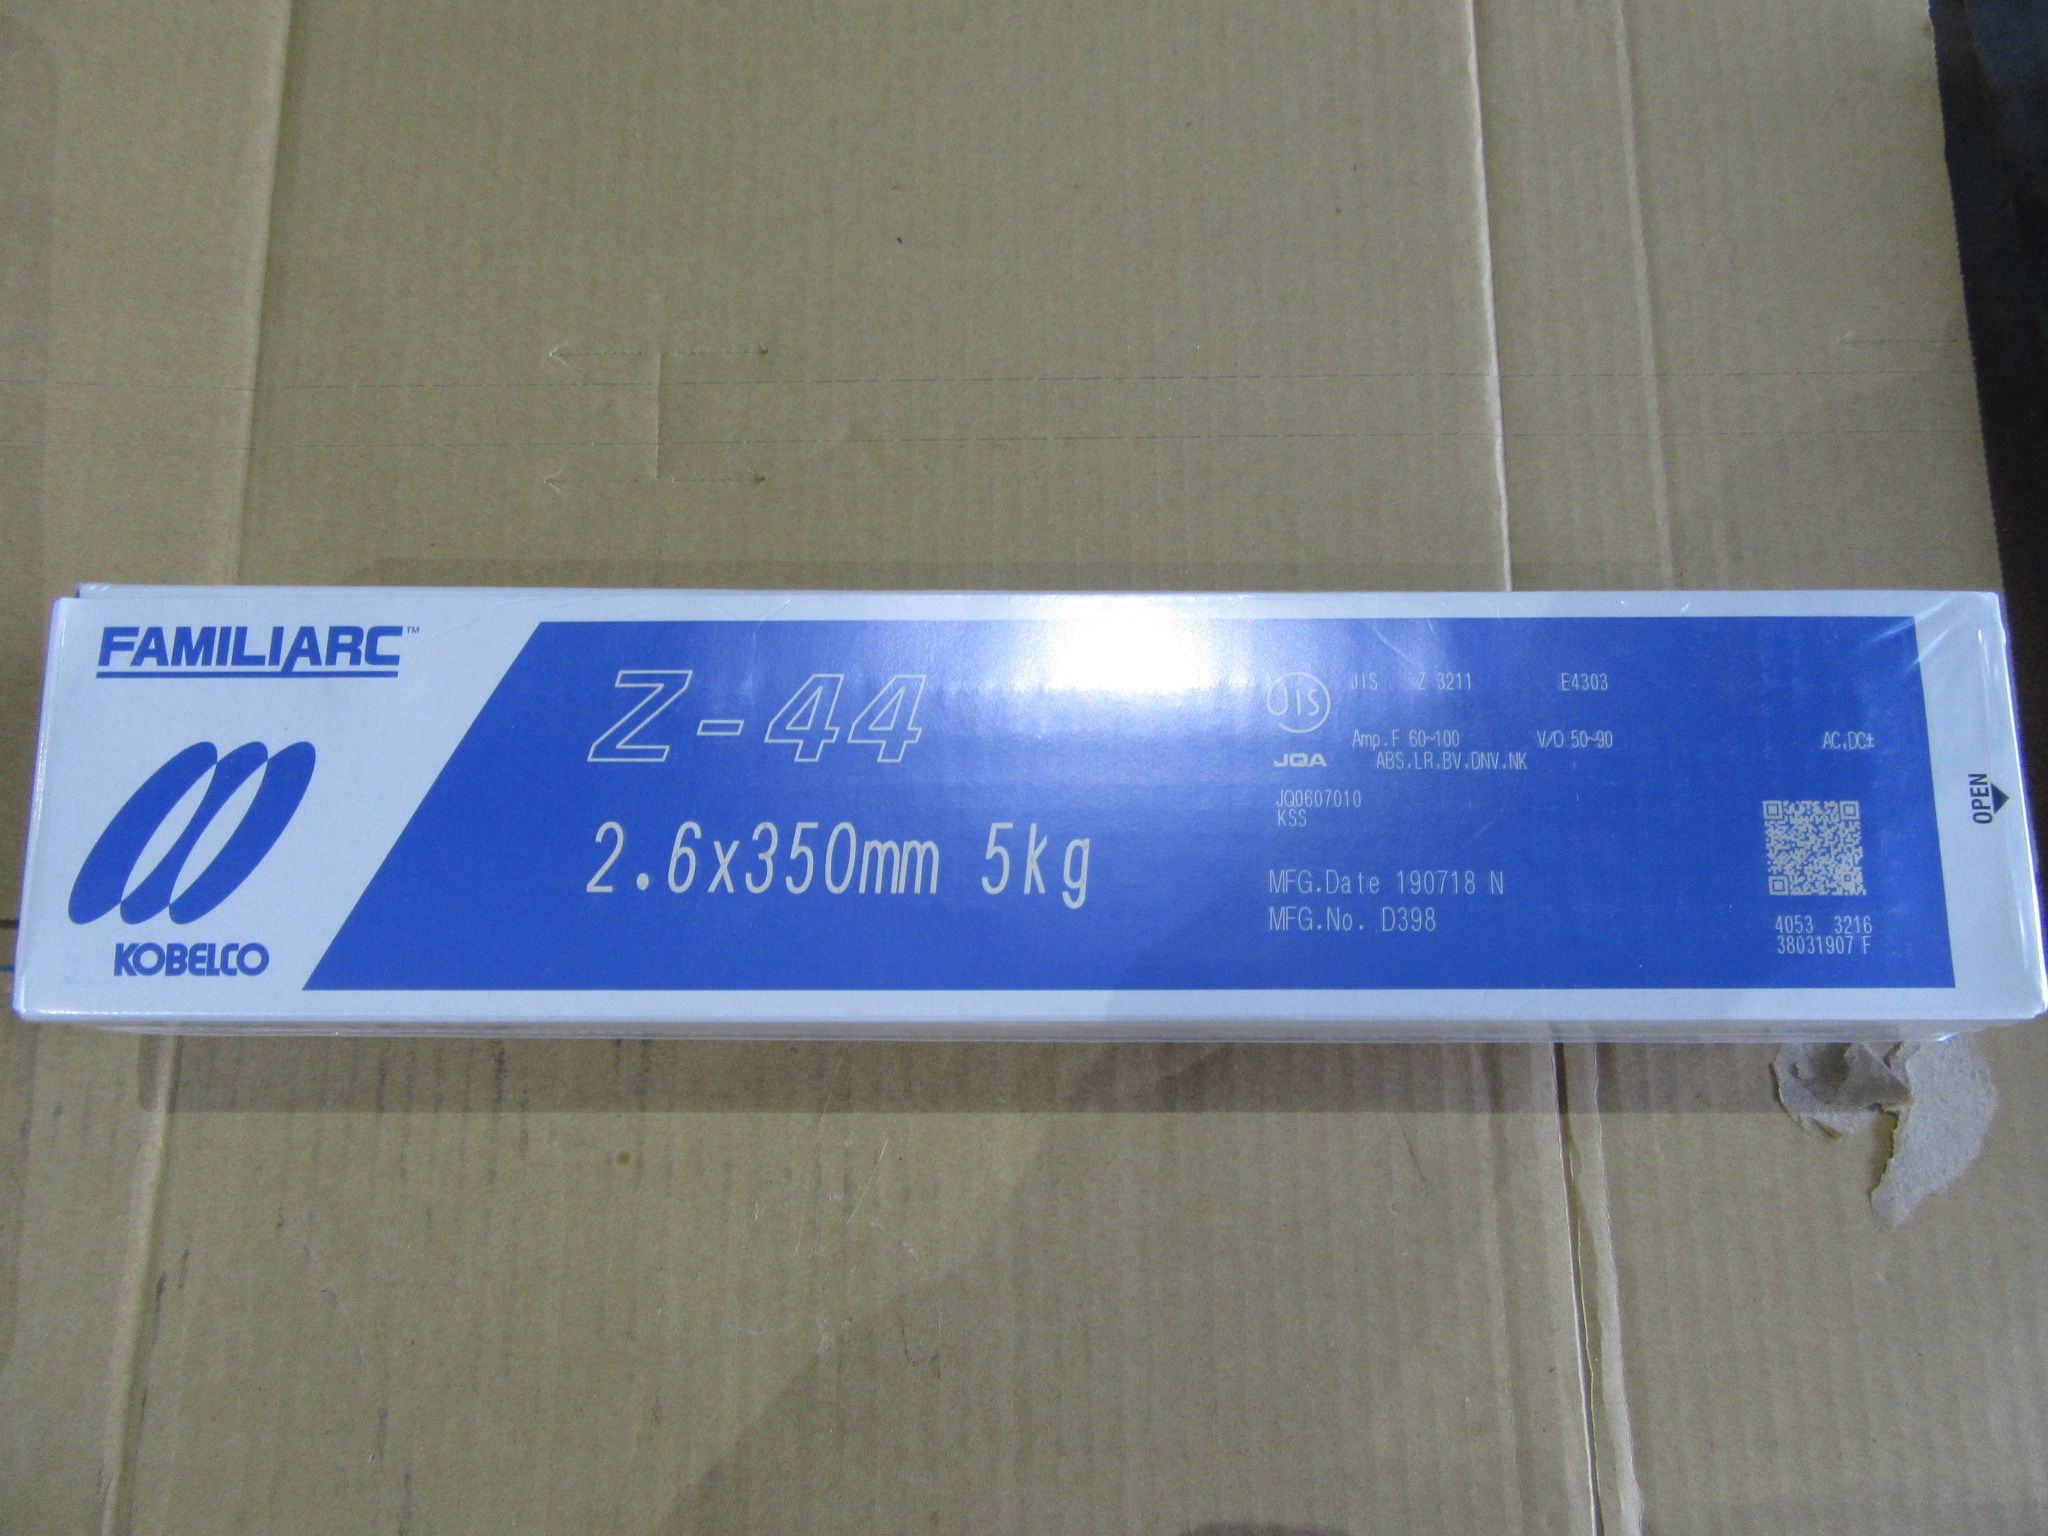 FAMILIARC™
KOBELCO
Z-44
2.6x350mm 5kg
JIS
JQA
JIS Z 3211 E4303
Amp.F 60~100 V/O 50~90 AC,DC±
ABS.LR.BV.DNV.NK
JQ0607010
KSS
MFG.Date 190718 N
MFG.No. D398
4053 3216
38031907 F
OPEN